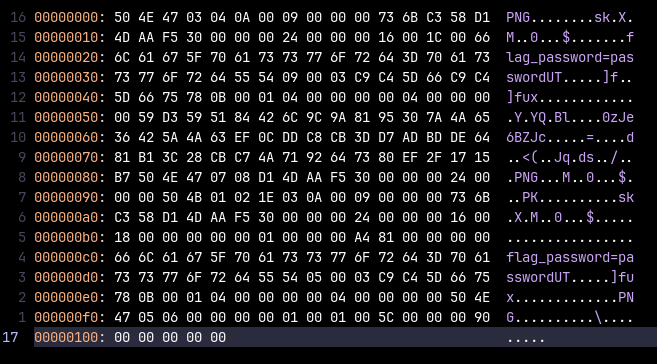 16 00000000: 50 4E 47 03 04 0A 00 09 00 00 00 73 6B C3 58 D1 PNG........sk.X.
15 00000010: 4D AA F5 30 00 00 00 24 00 00 00 16 00 1C 00 66 M..0...$.......f
14 00000020: 6C 61 67 5F 70 61 73 73 77 6F 72 64 3D 70 61 73 lag_password=pas
13 00000030: 73 77 6F 72 64 55 54 09 00 03 C9 C4 5D 66 C9 C4 swordUT.....]f..
12 00000040: 5D 66 75 78 0B 00 01 04 00 00 00 00 04 00 00 00 ]fux............
11 00000050: 00 59 D3 59 51 84 42 6C 9C 9A 81 95 30 7A 4A 65 .Y.YQ.Bl....0zJe
10 00000060: 36 42 5A 4A 63 EF 0C DD C8 CB 3D D7 AD BD DE 64 6BZJc.....=....d
9 00000070: 81 B1 3C 28 CB C7 4A 71 92 64 73 80 EF 2F 17 15 ..<(..Jq.ds../..
8 00000080: B7 50 4E 47 07 08 D1 4D AA F5 30 00 00 00 24 00 .PNG...M..0...$.
7 00000090: 00 00 50 4B 01 02 1E 03 0A 00 09 00 00 00 73 6B ..PK..........sk
6 000000a0: C3 58 D1 4D AA F5 30 00 00 00 24 00 00 00 16 00 .X.M..0...$.....
5 000000b0: 18 00 00 00 00 00 01 00 00 00 A4 81 00 00 00 00 ................
4 000000c0: 66 6C 61 67 5F 70 61 73 73 77 6F 72 64 3D 70 61 flag_password=pa
3 000000d0: 73 73 77 6F 72 64 55 54 05 00 03 C9 C4 5D 66 75 sswordUT.....]fu
2 000000e0: 78 0B 00 01 04 00 00 00 00 04 00 00 00 00 50 4E x.............PN
1 000000f0: 47 05 06 00 00 00 00 01 00 01 00 5C 00 00 00 90 G..........\....
17 00000100: 00 00 00 00 00 .....